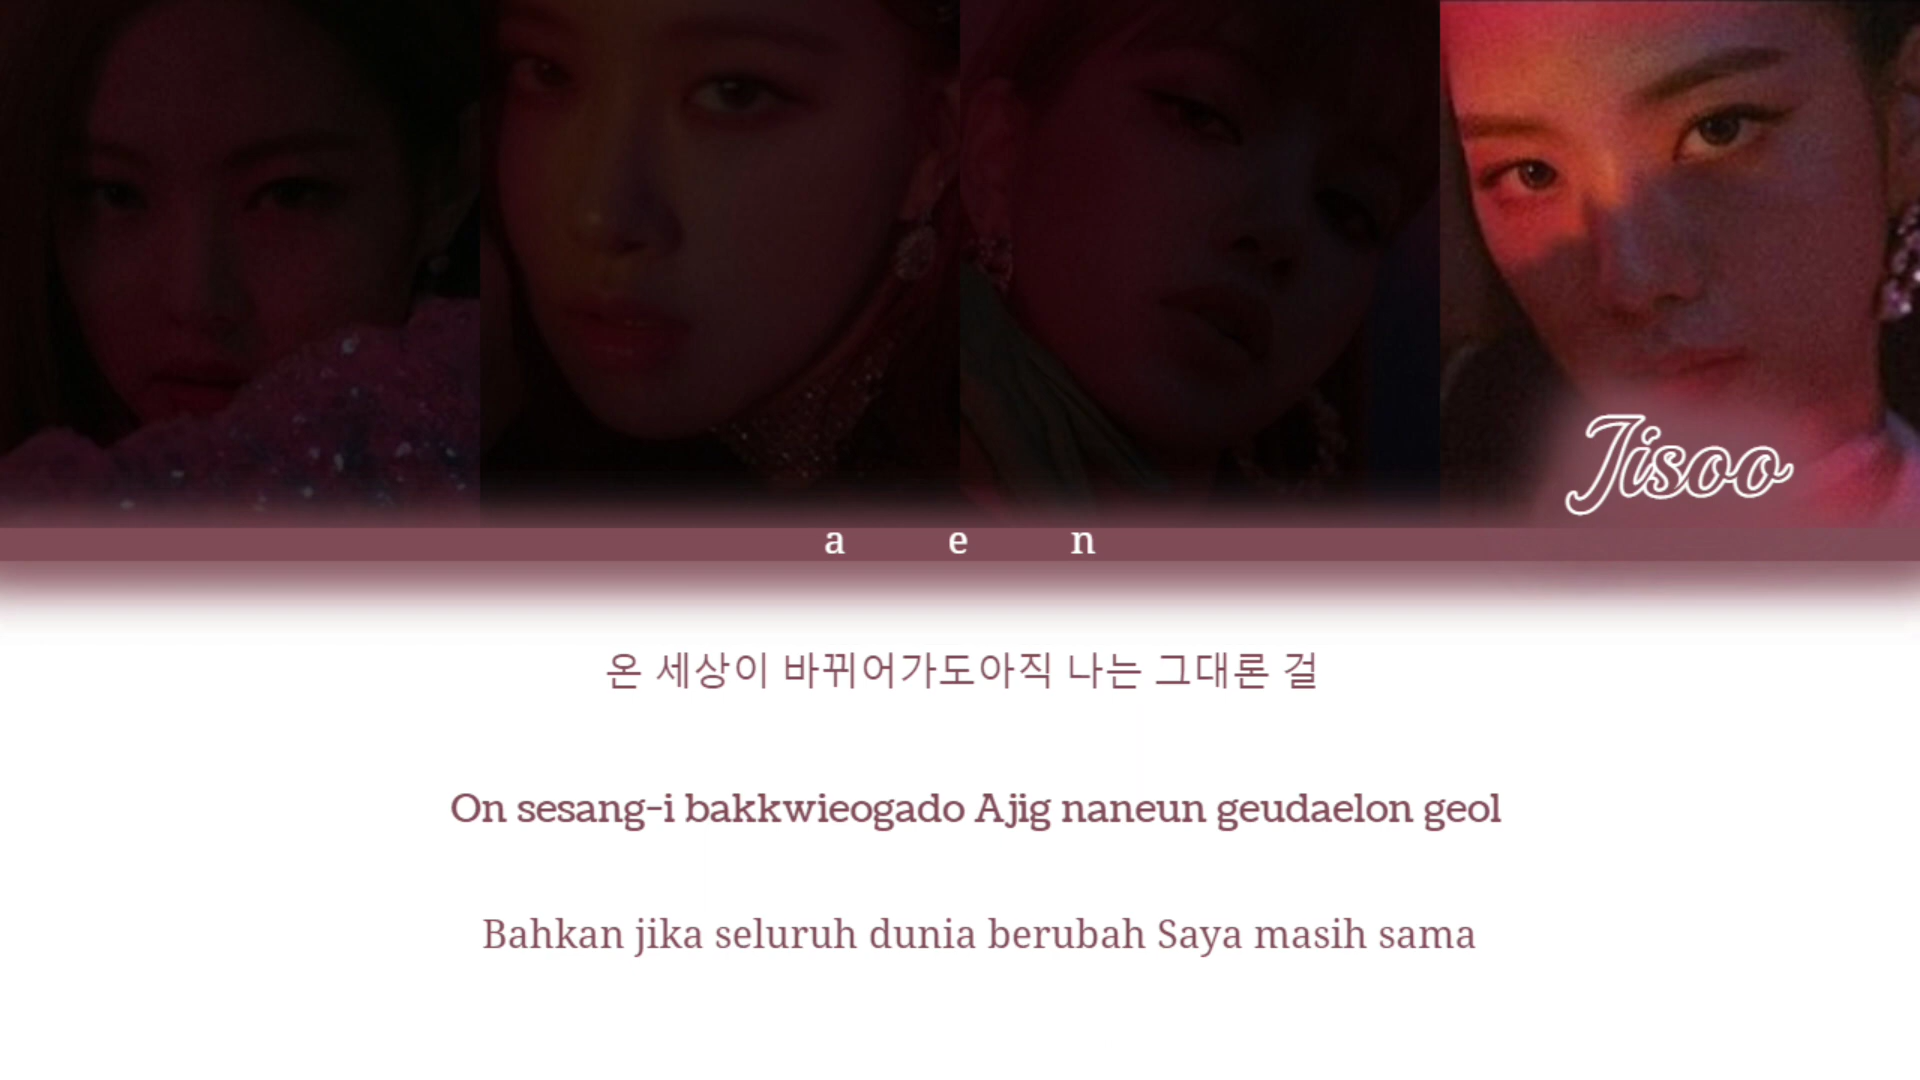 Jisoo
a e n
온 세상이 바뀌어가도아직 나는 그대론 걸
On sesang-i bakkwieogado Ajig naneun geudaelon geol
Bahkan jika seluruh dunia berubah Saya masih sama